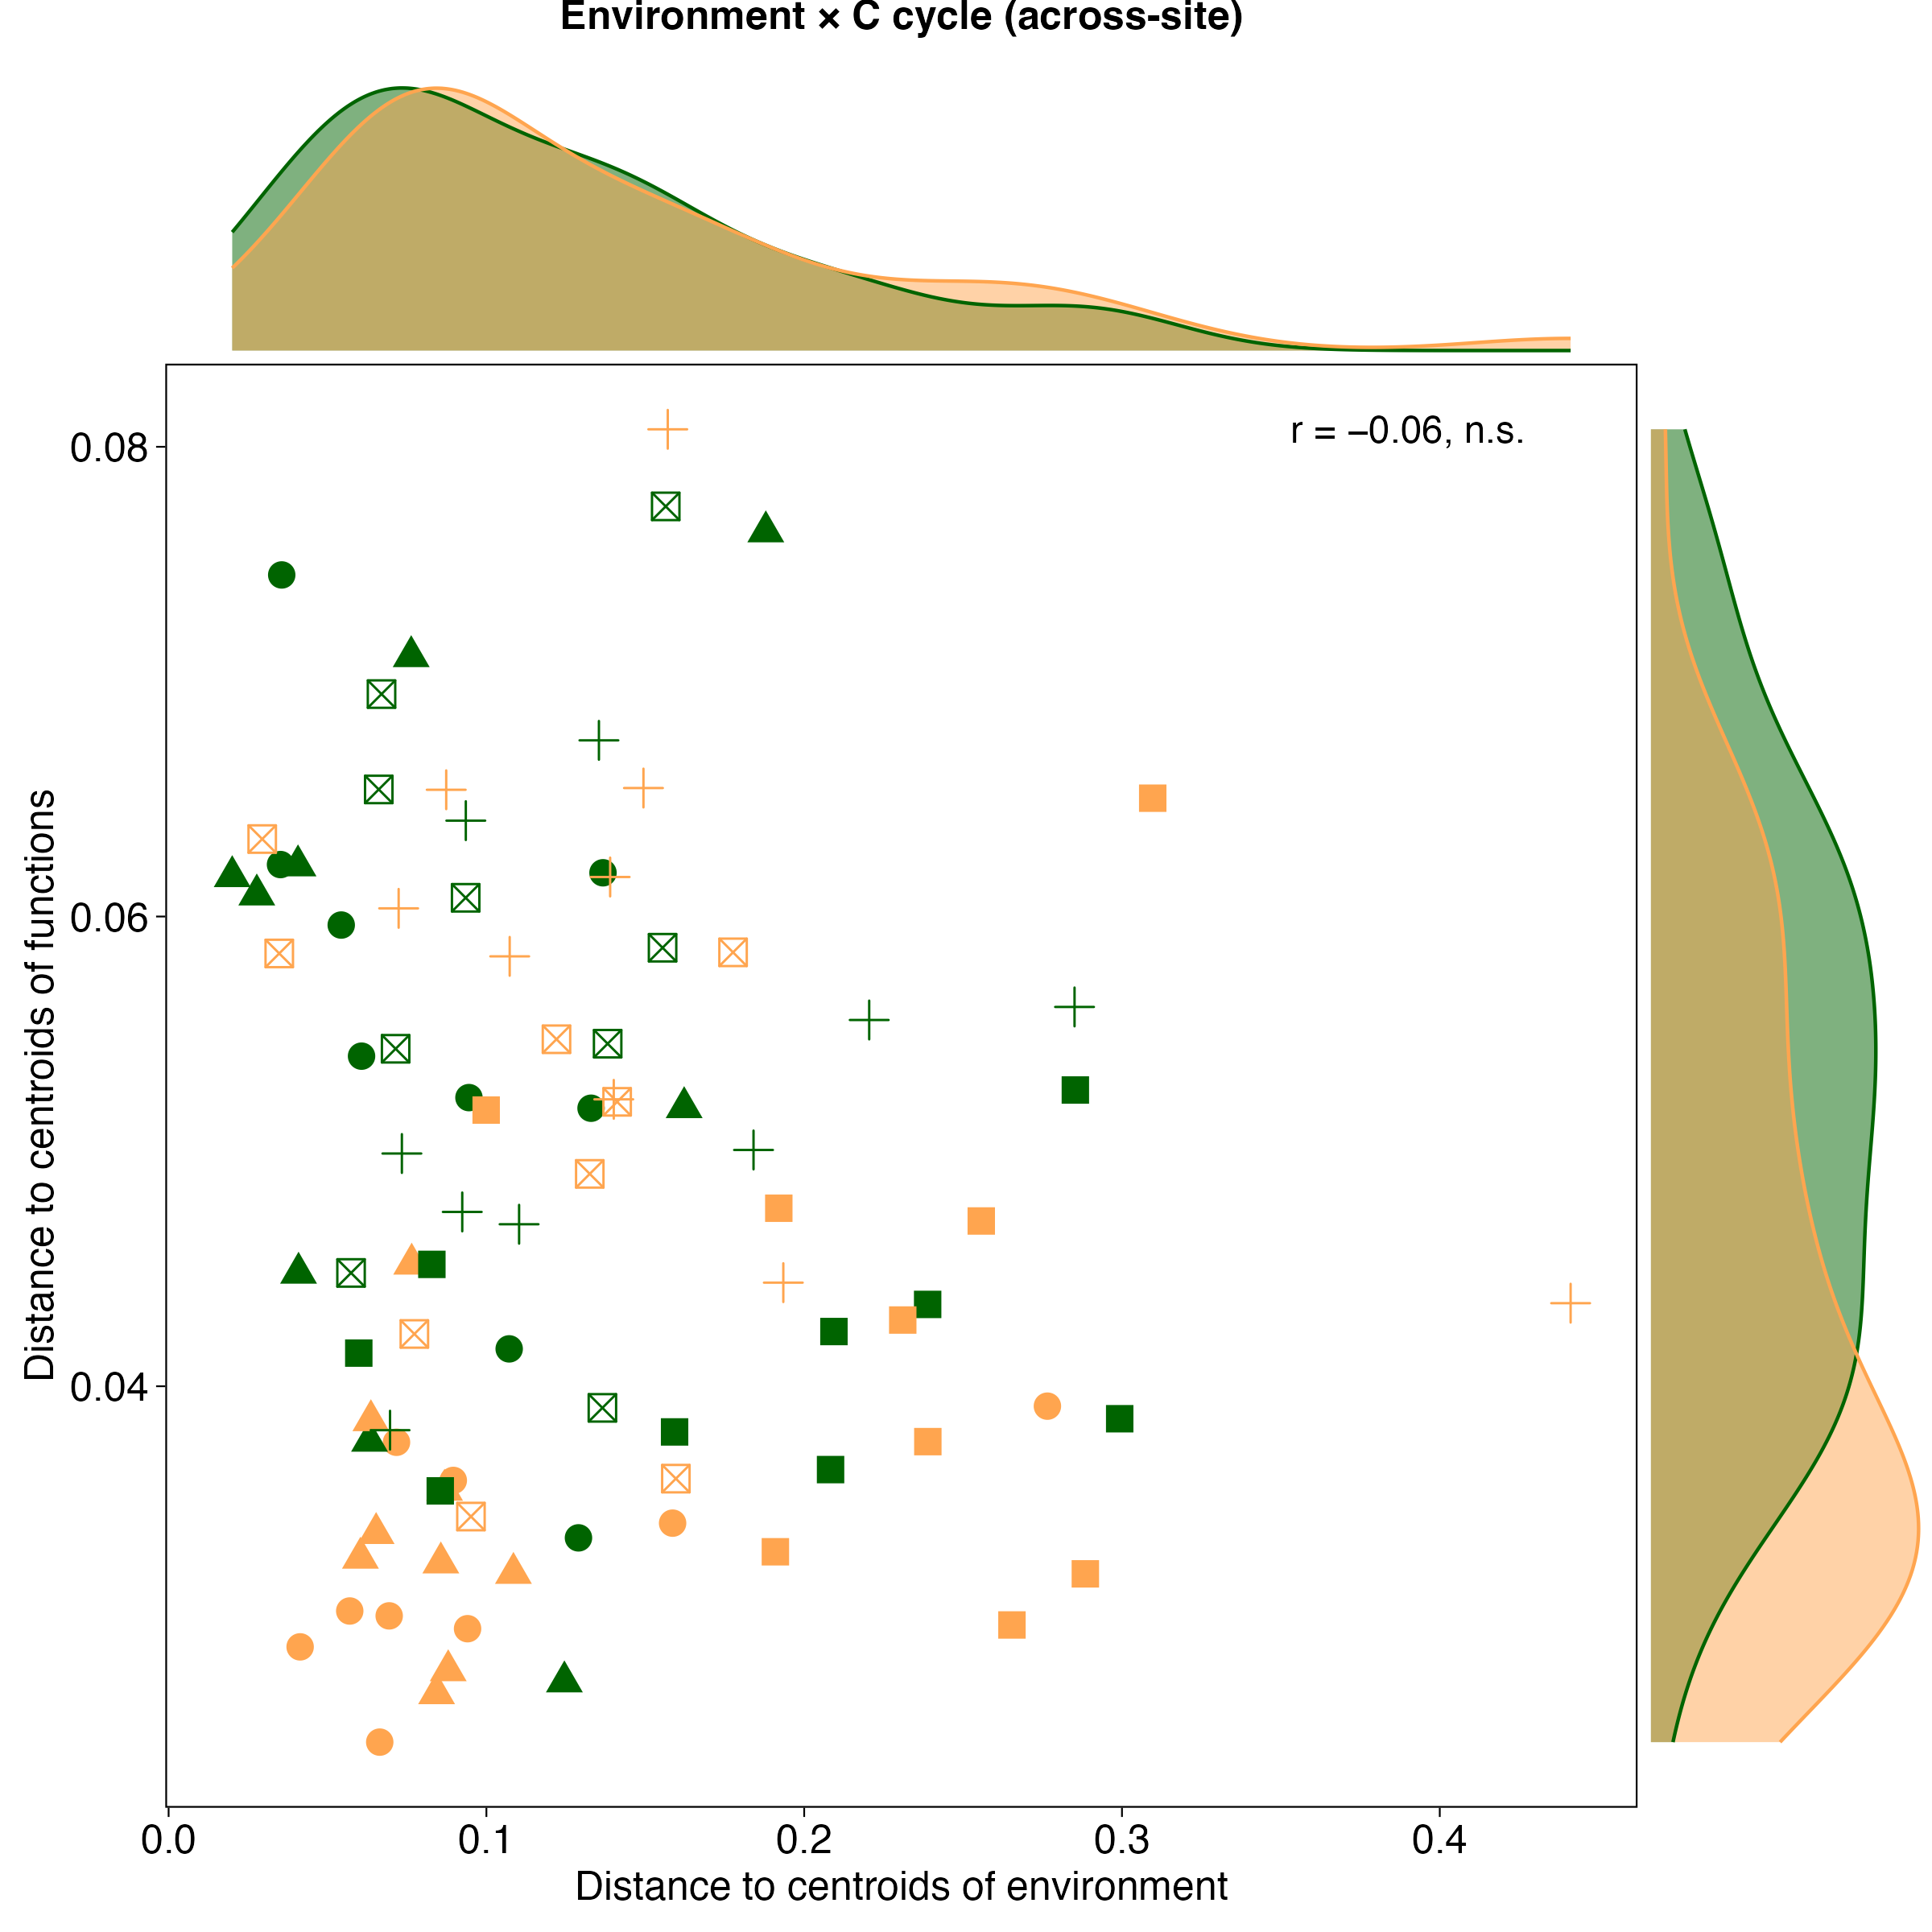 Environment × C cycle (across-site)
r = −0.06, n.s.
0.08
0.06
0.04
Distance to centroids of functions
0.0 0.1 0.2 0.3 0.4
Distance to centroids of environment